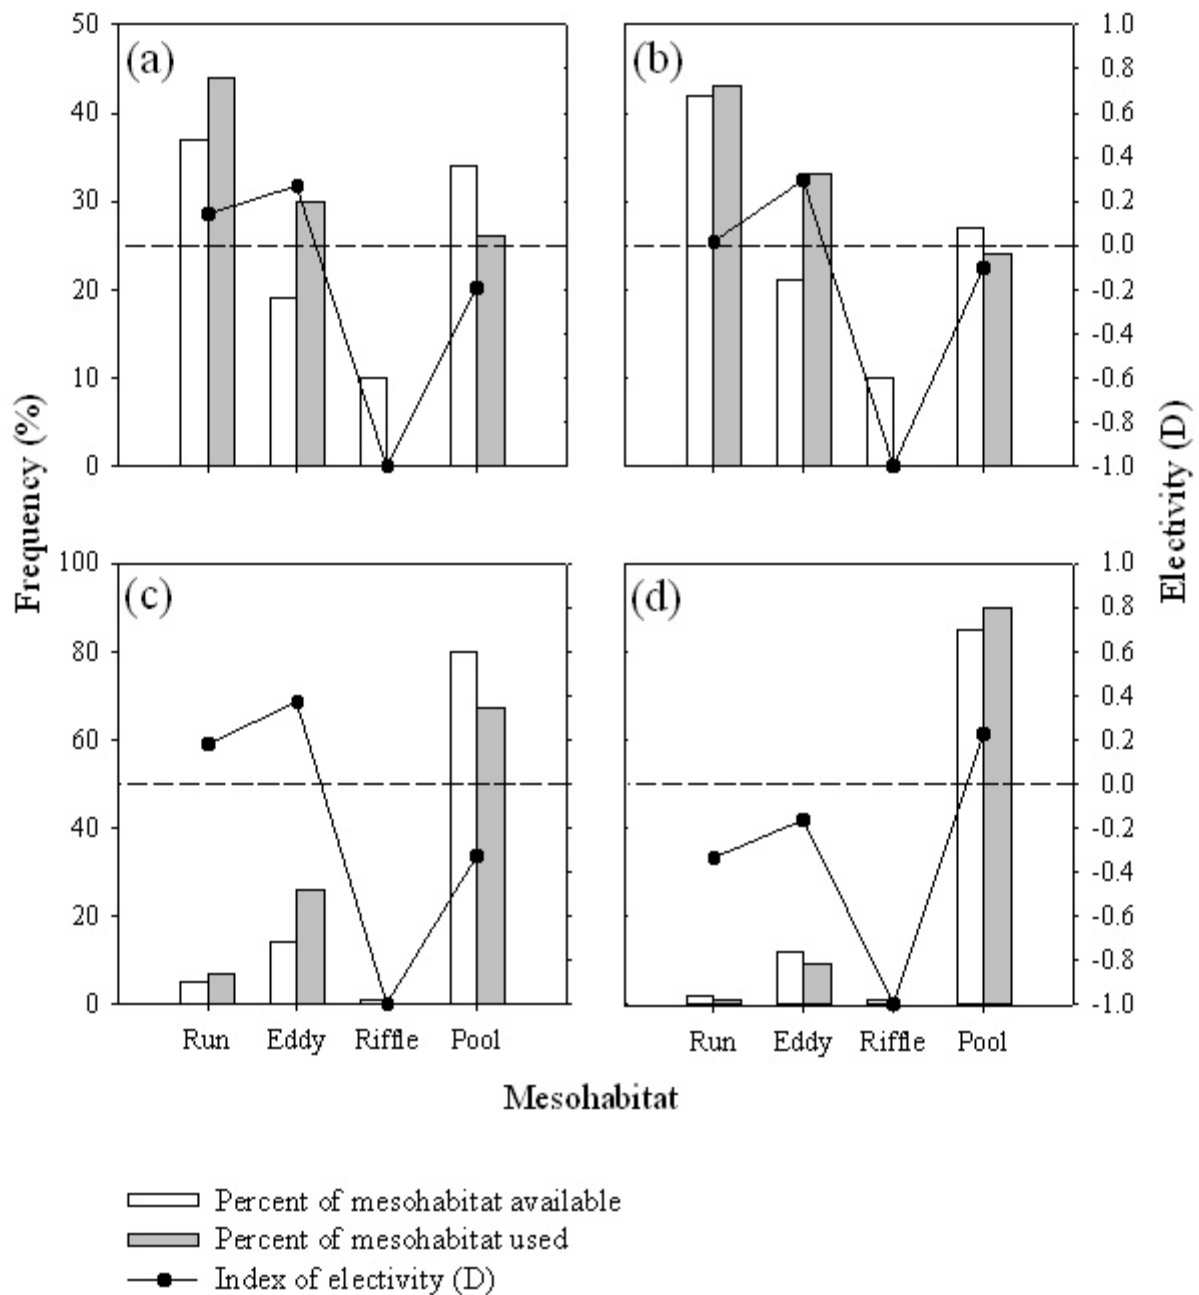 (a)
50
40
30
20
10
0
(b)
1.0
0.8
0.6
0.4
0.2
0.0
-0.2
-0.4
-0.6
-0.8
-1.0
Frequency (%)
Electivity (D)
(c)
100
80
60
40
20
0
(d)
1.0
0.8
0.6
0.4
0.2
0.0
-0.2
-0.4
-0.6
-0.8
-1.0
Run Eddy Riffle Pool
Run Eddy Riffle Pool
Mesohabitat
Percent of mesohabitat available
Percent of mesohabitat used
Index of electivity (D)